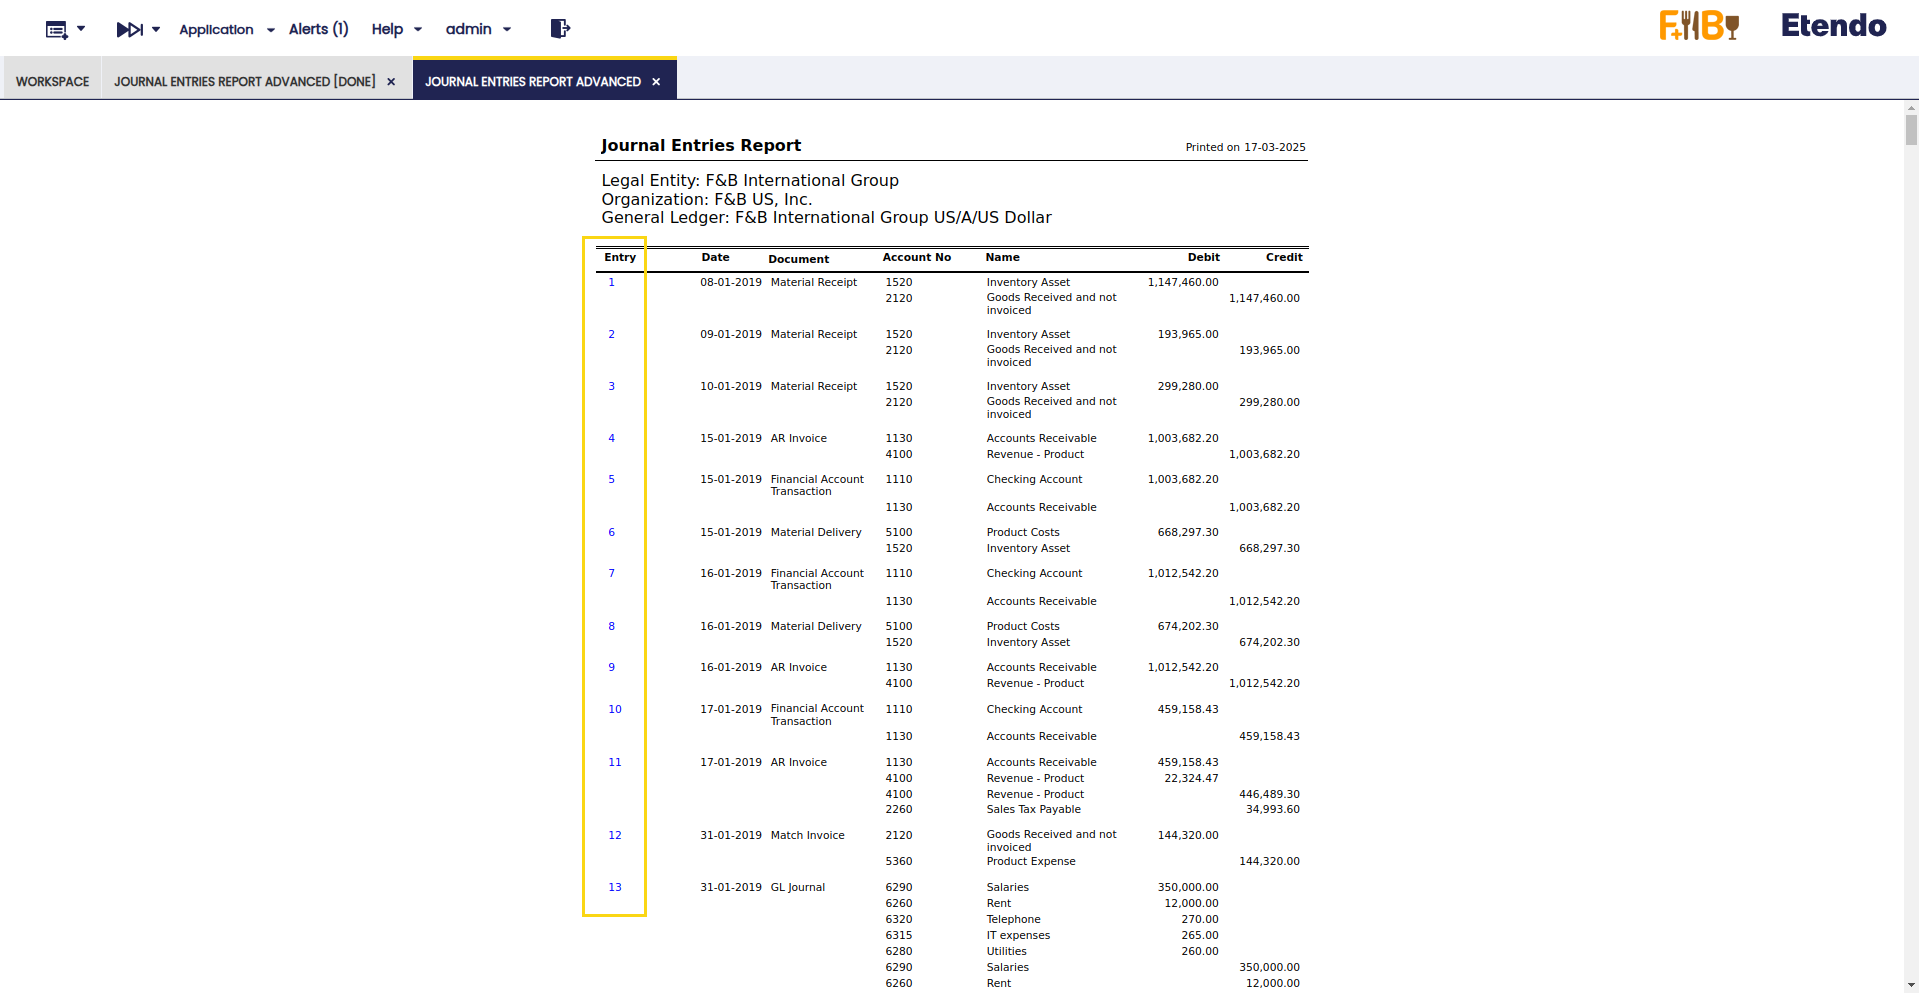 Application Alerts (1) Help admin F+B Etendo
WORKSPACE JOURNAL ENTRIES REPORT ADVANCED [DONE] × JOURNAL ENTRIES REPORT ADVANCED ×
Journal Entries Report Printed on 17-03-2025
Legal Entity: F&B International Group
Organization: F&B US, Inc.
General Ledger: F&B International Group US/A/US Dollar
Entry Date Document Account No Name Debit Credit
1 08-01-2019 Material Receipt 1520 Inventory Asset 1,147,460.00
2120 Goods Received and not 1,147,460.00
invoiced
2 09-01-2019 Material Receipt 1520 Inventory Asset 193,965.00
2120 Goods Received and not 193,965.00
invoiced
3 10-01-2019 Material Receipt 1520 Inventory Asset 299,280.00
2120 Goods Received and not 299,280.00
invoiced
4 15-01-2019 AR Invoice 1130 Accounts Receivable 1,003,682.20
4100 Revenue - Product 1,003,682.20
5 15-01-2019 Financial Account 1110 Checking Account 1,003,682.20
Transaction
1130 Accounts Receivable 1,003,682.20
6 15-01-2019 Material Delivery 5100 Product Costs 668,297.30
1520 Inventory Asset 668,297.30
7 16-01-2019 Financial Account 1110 Checking Account 1,012,542.20
Transaction
1130 Accounts Receivable 1,012,542.20
8 16-01-2019 Material Delivery 5100 Product Costs 674,202.30
1520 Inventory Asset 674,202.30
9 16-01-2019 AR Invoice 1130 Accounts Receivable 1,012,542.20
4100 Revenue - Product 1,012,542.20
10 17-01-2019 Financial Account 1110 Checking Account 459,158.43
Transaction
1130 Accounts Receivable 459,158.43
11 17-01-2019 AR Invoice 1130 Accounts Receivable 459,158.43
4100 Revenue - Product 22,324.47
4100 Revenue - Product 446,489.30
2260 Sales Tax Payable 34,993.60
12 31-01-2019 Match Invoice 2120 Goods Received and not 144,320.00
invoiced
5360 Product Expense 144,320.00
13 31-01-2019 GL Journal 6290 Salaries 350,000.00
6260 Rent 12,000.00
6320 Telephone 270.00
6315 IT expenses 265.00
6280 Utilities 260.00
6290 Salaries 350,000.00
6260 Rent 12,000.00